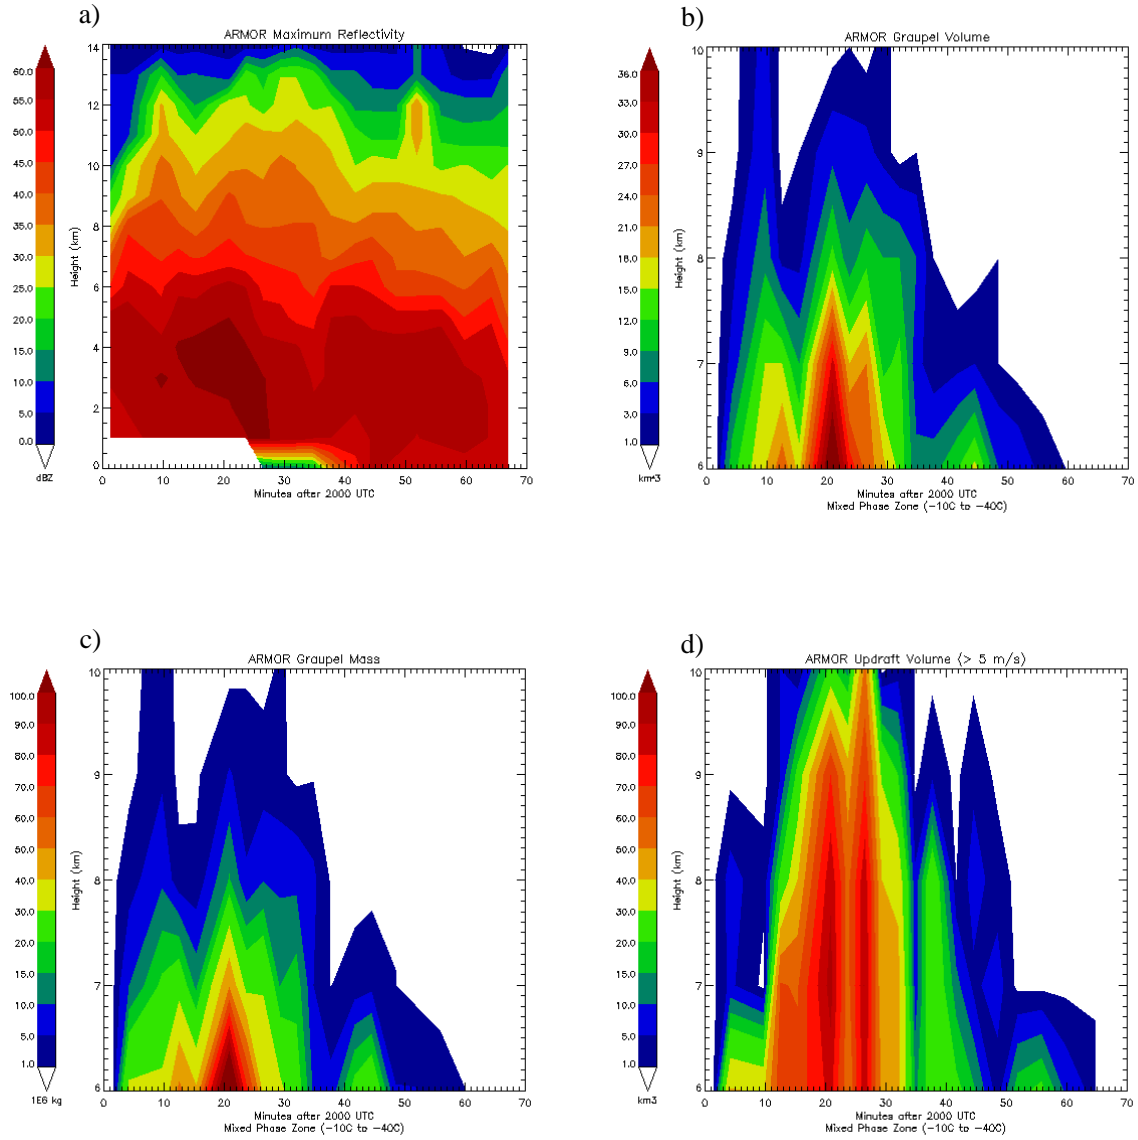 a)
ARMOR Maximum Reflectivity
60.0
55.0
50.0
45.0
40.0
35.0
30.0
25.0
20.0
15.0
10.0
5.0
0.0
dBZ
Height (km)
14
12
10
8
6
4
2
0
0 10 20 30 40 50 60 70
Minutes after 2000 UTC
b)
ARMOR Graupel Volume
36.0
33.0
30.0
27.0
24.0
21.0
18.0
15.0
12.0
9.0
6.0
3.0
1.0
km^3
Height (km)
10
9
8
7
6
0 10 20 30 40 50 60 70
Minutes after 2000 UTC
Mixed Phase Zone (-10C to -40C)
c)
ARMOR Graupel Mass
100.0
90.0
80.0
70.0
60.0
50.0
40.0
30.0
20.0
15.0
10.0
5.0
1.0
1E6 kg
Height (km)
10
9
8
7
6
0 10 20 30 40 50 60 70
Minutes after 2000 UTC
Mixed Phase Zone (-10C to -40C)
d)
ARMOR Updraft Volume (> 5 m/s)
100.0
90.0
80.0
70.0
60.0
50.0
40.0
30.0
20.0
15.0
10.0
5.0
1.0
km3
Height (km)
10
9
8
7
6
0 10 20 30 40 50 60 70
Minutes after 2000 UTC
Mixed Phase Zone (-10C to -40C)